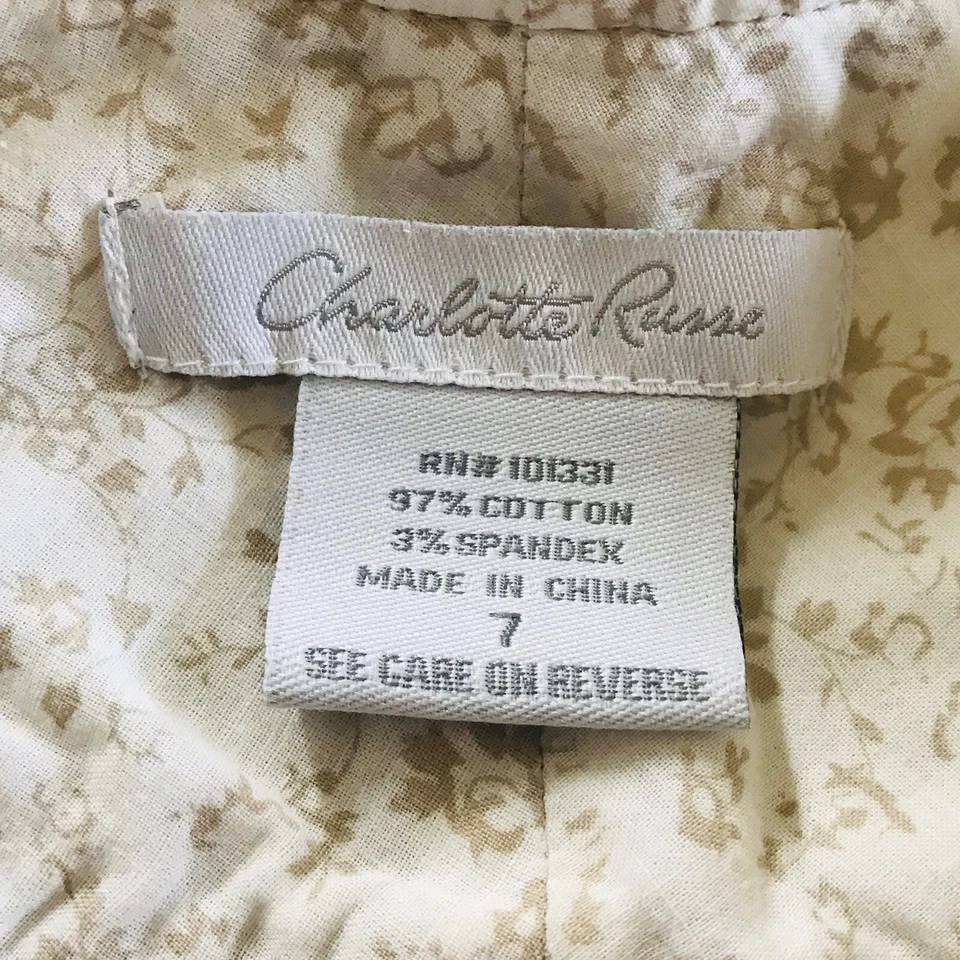 Charlotte Russe
RN# 101331
97% COTTON
3% SPANDEX
MADE IN CHINA
7
SEE CARE ON REVERSE